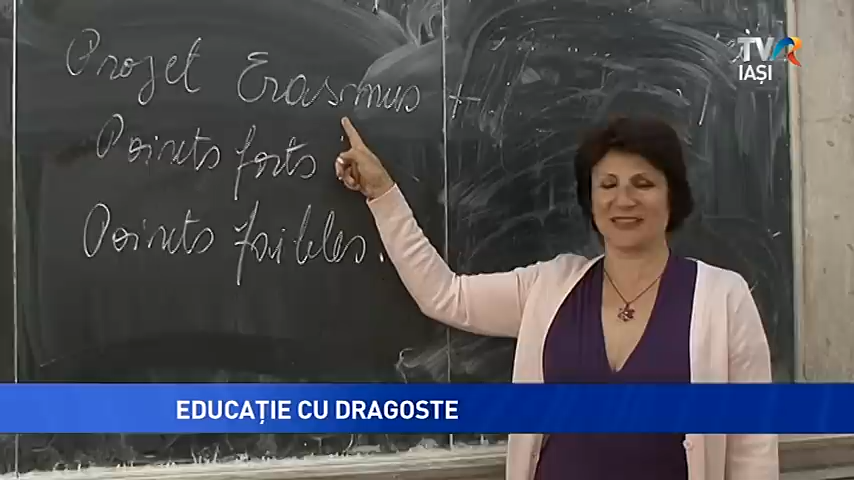 TVR
IAȘI
Projet Erasmus +
Points forts
Points faibles
EDUCAȚIE CU DRAGOSTE